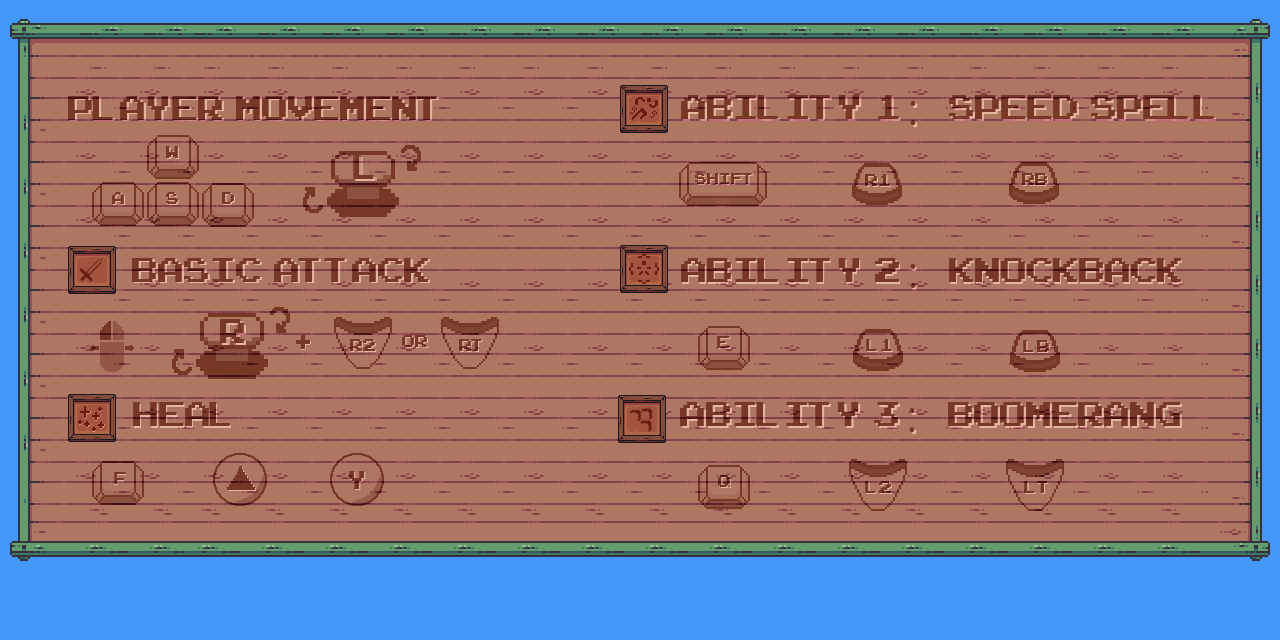 PLAYER MOVEMENT
W
A S D
L
BASIC ATTACK
R + R2 OR RT
HEAL
F Y
ABILITY 1: SPEED SPELL
SHIFT R1 RB
ABILITY 2: KNOCKBACK
E L1 LB
ABILITY 3: BOOMERANG
Q L2 LT